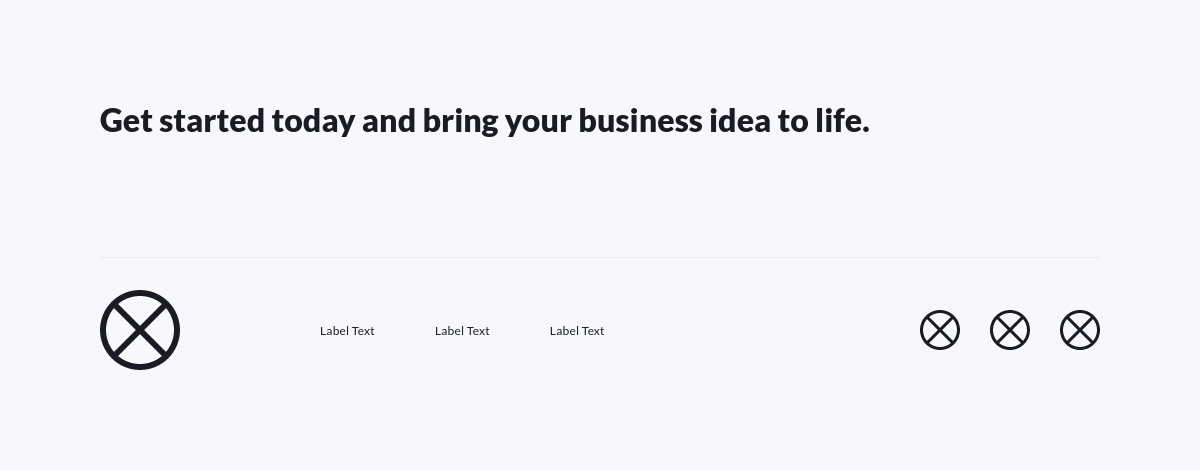 Get started today and bring your business idea to life.
Label Text Label Text Label Text